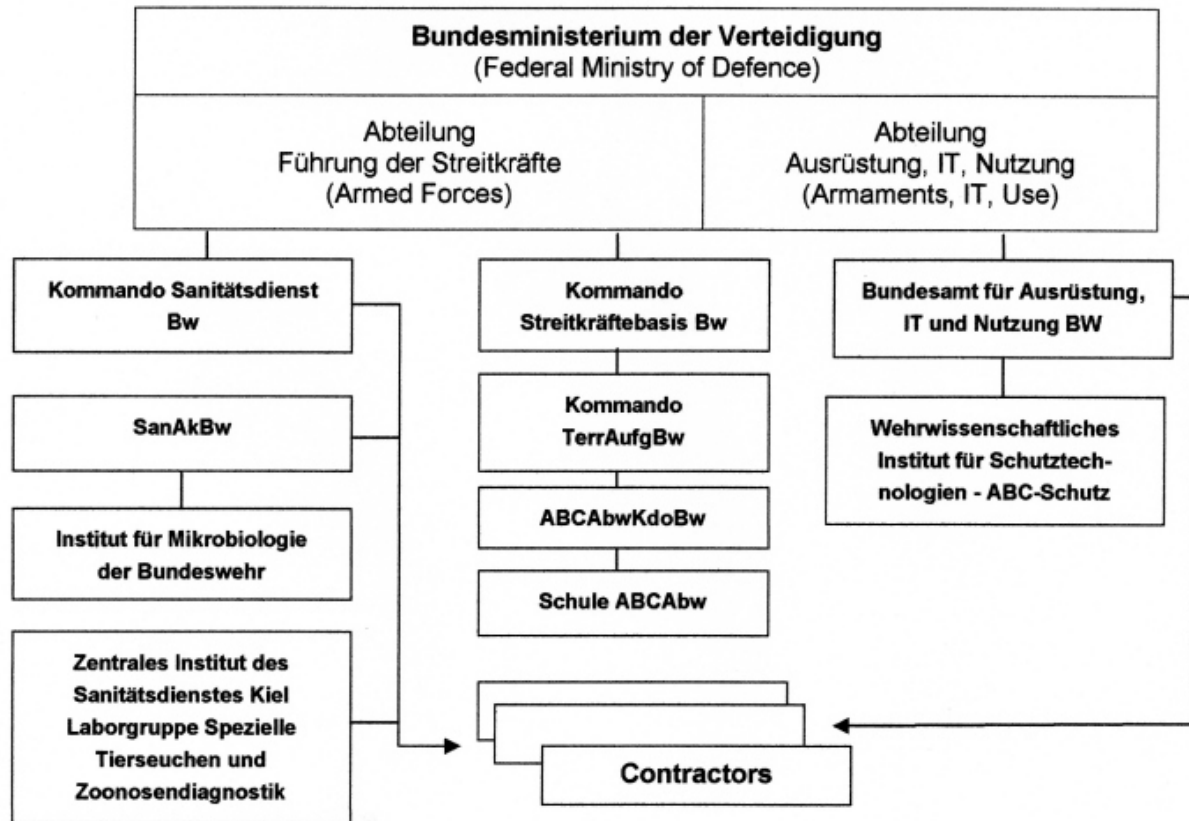 Bundesministerium der Verteidigung
(Federal Ministry of Defence)
Abteilung
Führung der Streitkräfte
(Armed Forces)
Abteilung
Ausrüstung, IT, Nutzung
(Armaments, IT, Use)
Kommando Sanitätsdienst
Bw
SanAkBw
Institut für Mikrobiologie
der Bundeswehr
Zentrales Institut des
Sanitätsdienstes Kiel
Laborgruppe Spezielle
Tierseuchen und
Zoonosendiagnostik
Kommando
Streitkräftebasis Bw
Kommando
TerrAufgBw
ABCAbwKdoBw
Schule ABCAbw
Contractors
Bundesamt für Ausrüstung,
IT und Nutzung BW
Wehrwissenschaftliches
Institut für Schutztech-
nologien - ABC-Schutz